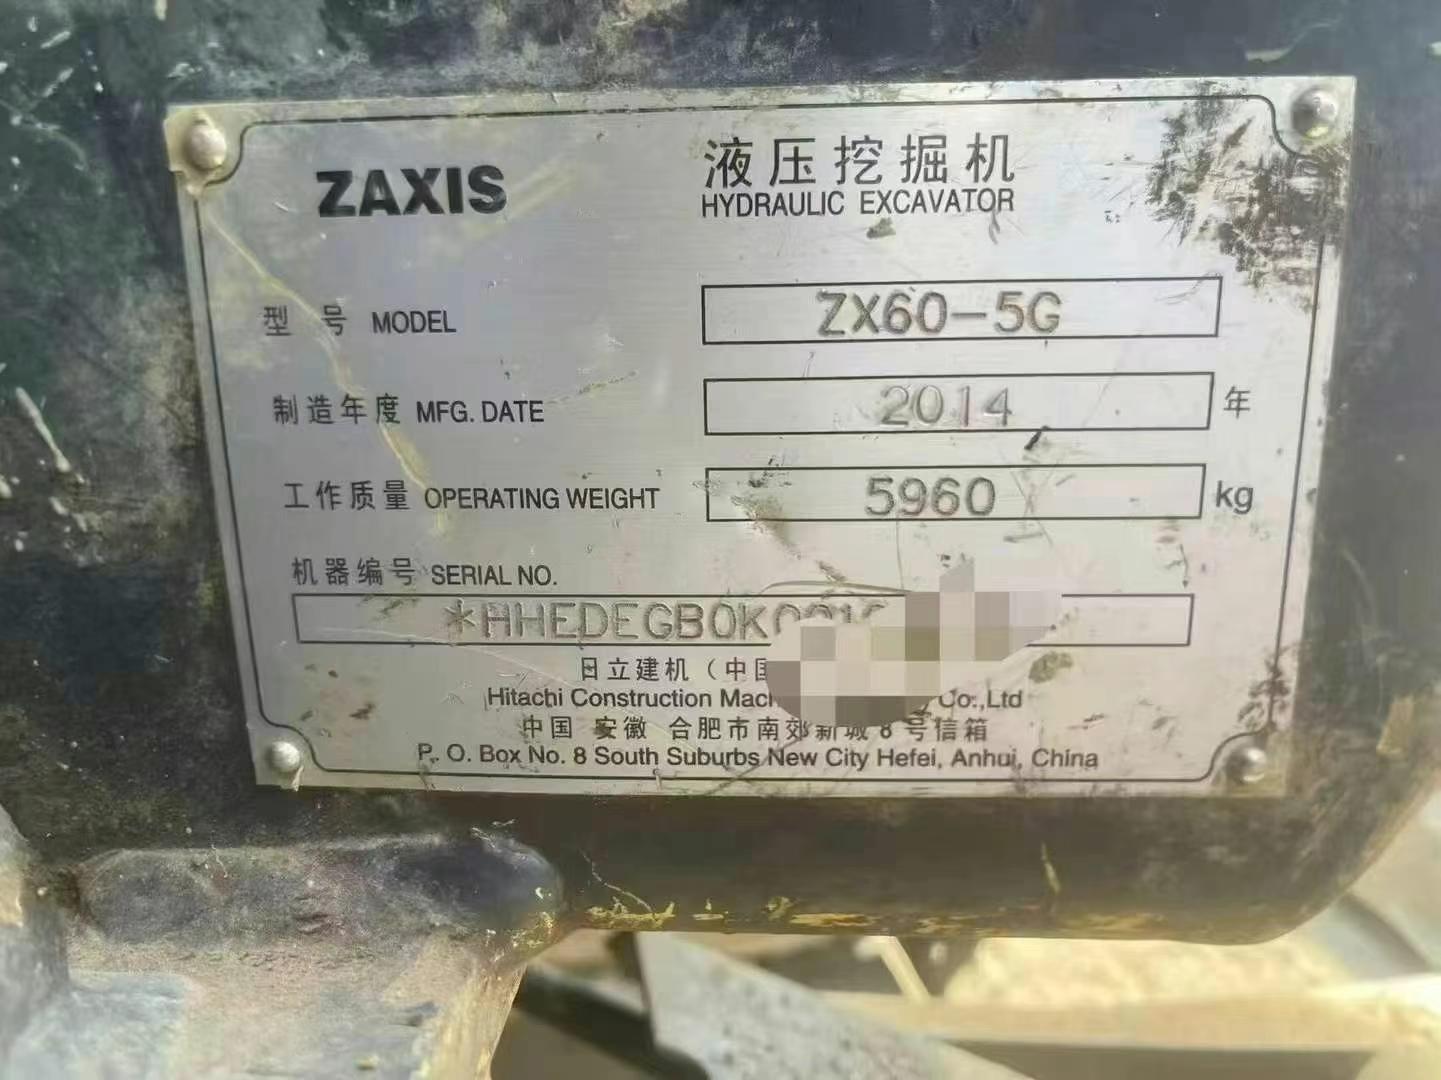 ZAXIS
液压挖掘机
HYDRAULIC EXCAVATOR
型号 MODEL ZX60-5G
制造年度 MFG. DATE 2014 年
工作质量 OPERATING WEIGHT 5960 kg
机器编号 SERIAL NO.
*HHEDEGB0K
日立建机（中国
Hitachi Construction Co.,Ltd
中国 安徽 合肥市南郊新城 8 号信箱
P. O. Box No. 8 South Suburbs New City Hefei, Anhui, China